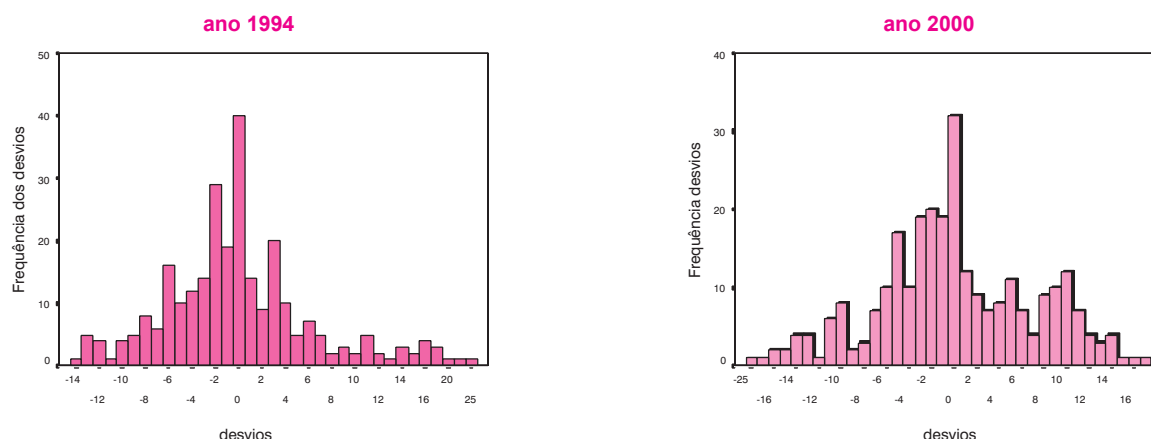 ano 1994
50
40
30
20
10
0
Frequência dos desvios
-14 -10 -6 -2 2 6 10 14 20
-12 -8 -4 0 4 8 12 16 25
desvios
ano 2000
40
30
20
10
0
Frequência desvios
-25 -14 -10 -6 -2 2 6 10 14
-16 -12 -8 -4 0 4 8 12 16
desvios